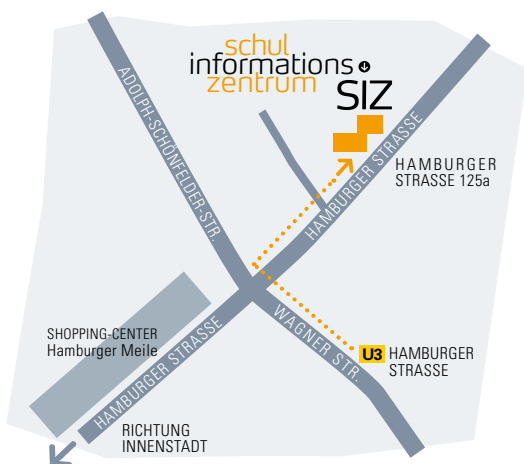 schul
informations
zentrum
SIZ
ADOLPH-SCHÖNFELDER-STR.
HAMBURGER STRASSE
HAMBURGER
STRASSE 125a
SHOPPING-CENTER
Hamburger Meile
HAMBURGER STRASSE
WAGNER STR.
U3 HAMBURGER
STRASSE
RICHTUNG
INNENSTADT